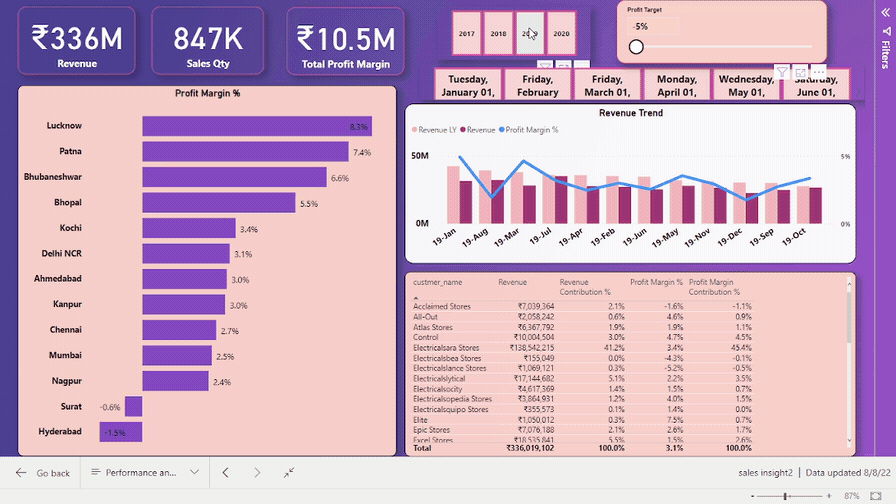 ₹336M
Revenue
847K
Sales Qty
₹10.5M
Total Profit Margin
2017 2018 2020
Profit Target
-5%
Filters
Tuesday, January 01,
Friday, February
Friday, March 01,
Monday, April 01,
Wednesday, May 01,
Saturday, June 01,
Profit Margin %
Lucknow 8.3%
Patna 7.4%
Bhubaneshwar 6.6%
Bhopal 5.5%
Kochi 3.4%
Delhi NCR 3.1%
Ahmedabad 3.0%
Kanpur 3.0%
Chennai 2.7%
Mumbai 2.5%
Nagpur 2.4%
Surat -0.6%
Hyderabad -1.5%
Revenue Trend
Revenue LY Revenue Profit Margin %
50M 5%
0M 0%
19-Jan 19-Aug 19-Mar 19-Jul 19-Apr 19-Feb 19-Jun 19-May 19-Nov 19-Dec 19-Sep 19-Oct
custmer_name Revenue Revenue Contribution % Profit Margin % Profit Margin Contribution %
Acclaimed Stores ₹7,039,364 2.1% -1.6% -1.1%
All-Out ₹2,058,242 0.6% 4.6% 0.9%
Atlas Stores ₹6,367,792 1.9% 1.9% 1.1%
Control ₹10,004,504 3.0% 4.7% 4.5%
Electricalsara Stores ₹138,542,215 41.2% 3.4% 45.4%
Electricalsbea Stores ₹155,049 0.0% -4.3% -0.1%
Electricalslance Stores ₹1,069,121 0.3% -5.2% -0.5%
Electricalslytical ₹17,144,682 5.1% 2.2% 3.5%
Electricalsocity ₹4,617,369 1.4% 1.5% 0.7%
Electricalsopedia Stores ₹3,864,931 1.2% 4.0% 1.5%
Electricalsquipo Stores ₹355,573 0.1% 1.4% 0.0%
Elite ₹1,050,012 0.3% 7.5% 0.7%
Epic Stores ₹7,076,188 2.1% 2.6% 1.7%
Excel Stores ₹18,535,841 5.5% 1.5% 2.6%
Total ₹336,019,102 100.0% 3.1% 100.0%
Go back
Performance an...
sales insight2 | Data updated 8/8/22
87%